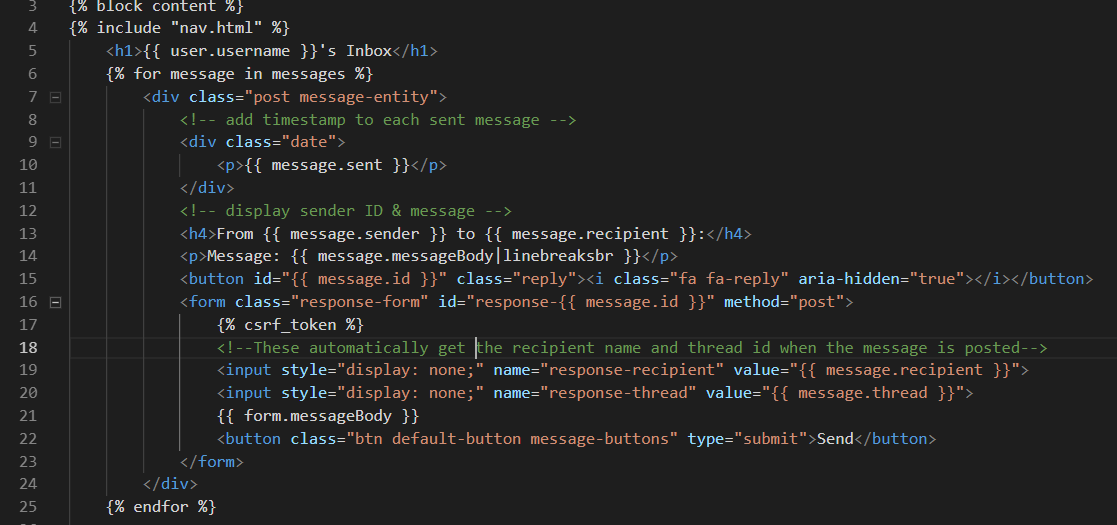 3 {% block content %}
4 {% include "nav.html" %}
5 <h1>{{ user.username }}'s Inbox</h1>
6 {% for message in messages %}
7 <div class="post message-entity">
8 <!-- add timestamp to each sent message -->
9 <div class="date">
10 <p>{{ message.sent }}</p>
11 </div>
12 <!-- display sender ID & message -->
13 <h4>From {{ message.sender }} to {{ message.recipient }}:</h4>
14 <p>Message: {{ message.messageBody|linebreaksbr }}</p>
15 <button id="{{ message.id }}" class="reply"><i class="fa fa-reply" aria-hidden="true"></i></button>
16 <form class="response-form" id="response-{{ message.id }}" method="post">
17 {% csrf_token %}
18 <!--These automatically get the recipient name and thread id when the message is posted-->
19 <input style="display: none;" name="response-recipient" value="{{ message.recipient }}">
20 <input style="display: none;" name="response-thread" value="{{ message.thread }}">
21 {{ form.messageBody }}
22 <button class="btn default-button message-buttons" type="submit">Send</button>
23 </form>
24 </div>
25 {% endfor %}